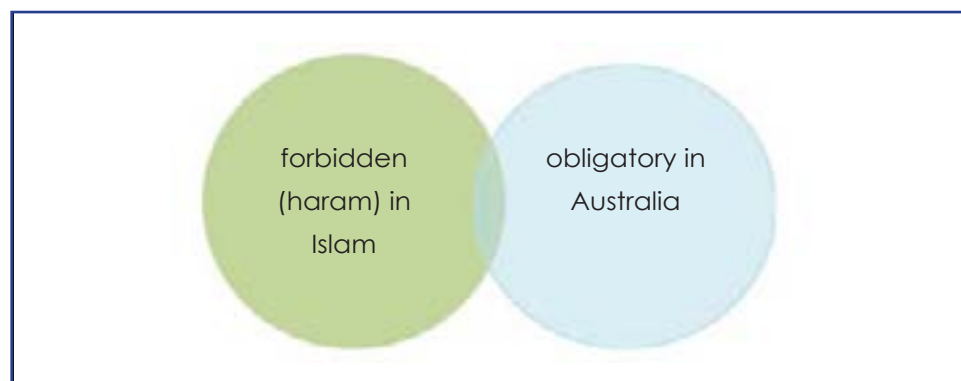 forbidden
(haram) in
Islam
obligatory in
Australia